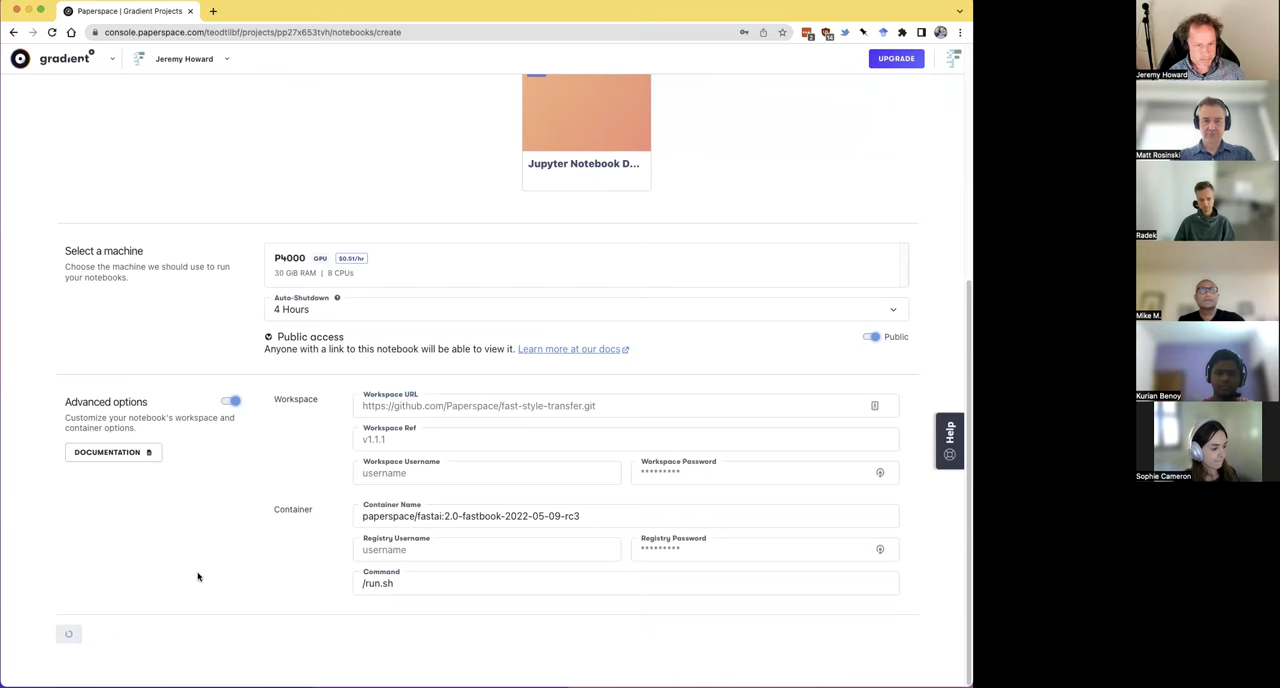 Paperspace | Gradient Projects
console.paperspace.com/teodtlibf/projects/pp27x653tvh/notebooks/create
gradient
Jeremy Howard
UPGRADE
Jupyter Notebook D...
Select a machine
Choose the machine we should use to run
your notebooks.
P4000 GPU $0.51/hr
30 GiB RAM | 8 CPUs
Auto-Shutdown
4 Hours
Public access
Public
Anyone with a link to this notebook will be able to view it. Learn more at our docs
Advanced options
Customize your notebook's workspace and
container options.
DOCUMENTATION
Workspace
Workspace URL
https://github.com/Paperspace/fast-style-transfer.git
Workspace Ref
v1.1.1
Workspace Username
username
Workspace Password
*********
Container
Container Name
paperspace/fastai:2.0-fastbook-2022-05-09-rc3
Registry Username
username
Registry Password
*********
Command
/run.sh
Help
Jeremy Howard
Matt Rosinski
Radek
Mike M.
Kurian Benoy
Sophie Cameron